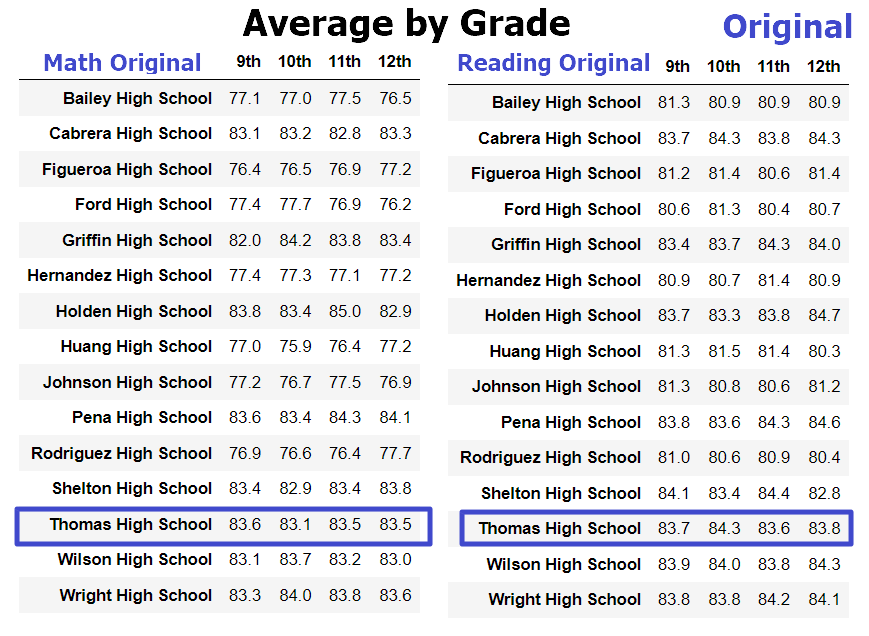 Average by Grade
Original
Math Original 9th 10th 11th 12th
Bailey High School 77.1 77.0 77.5 76.5
Cabrera High School 83.1 83.2 82.8 83.3
Figueroa High School 76.4 76.5 76.9 77.2
Ford High School 77.4 77.7 76.9 76.2
Griffin High School 82.0 84.2 83.8 83.4
Hernandez High School 77.4 77.3 77.1 77.2
Holden High School 83.8 83.4 85.0 82.9
Huang High School 77.0 75.9 76.4 77.2
Johnson High School 77.2 76.7 77.5 76.9
Pena High School 83.6 83.4 84.3 84.1
Rodriguez High School 76.9 76.6 76.4 77.7
Shelton High School 83.4 82.9 83.4 83.8
Thomas High School 83.6 83.1 83.5 83.5
Wilson High School 83.1 83.7 83.2 83.0
Wright High School 83.3 84.0 83.8 83.6
Reading Original 9th 10th 11th 12th
Bailey High School 81.3 80.9 80.9 80.9
Cabrera High School 83.7 84.3 83.8 84.3
Figueroa High School 81.2 81.4 80.6 81.4
Ford High School 80.6 81.3 80.4 80.7
Griffin High School 83.4 83.7 84.3 84.0
Hernandez High School 80.9 80.7 81.4 80.9
Holden High School 83.7 83.3 83.8 84.7
Huang High School 81.3 81.5 81.4 80.3
Johnson High School 81.3 80.8 80.6 81.2
Pena High School 83.8 83.6 84.3 84.6
Rodriguez High School 81.0 80.6 80.9 80.4
Shelton High School 84.1 83.4 84.4 82.8
Thomas High School 83.7 84.3 83.6 83.8
Wilson High School 83.9 84.0 83.8 84.3
Wright High School 83.8 83.8 84.2 84.1